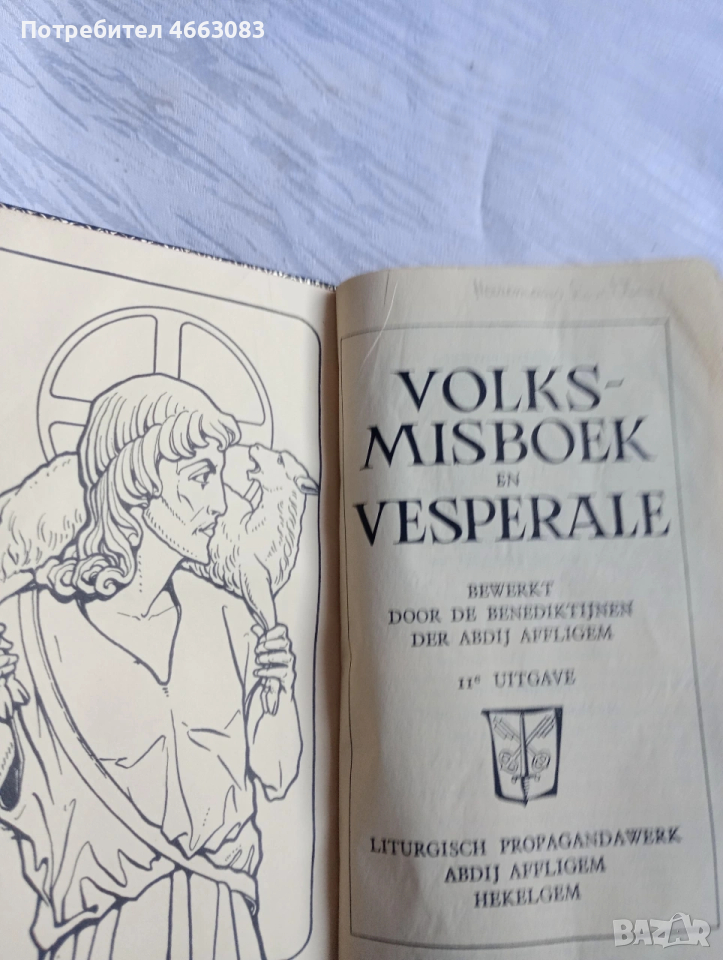 Потребител 4663083
VOLKS-
MISBOEK
EN
VESPERALE
BEWERKT
DOOR DE BENEDIKTIJNEN
DER ABDIJ AFFLIGEM
11e UITGAVE
LITURGISCH PROPAGANDAWERK
ABDIJ AFFLIGEM
HEKELGEM
BAZAR